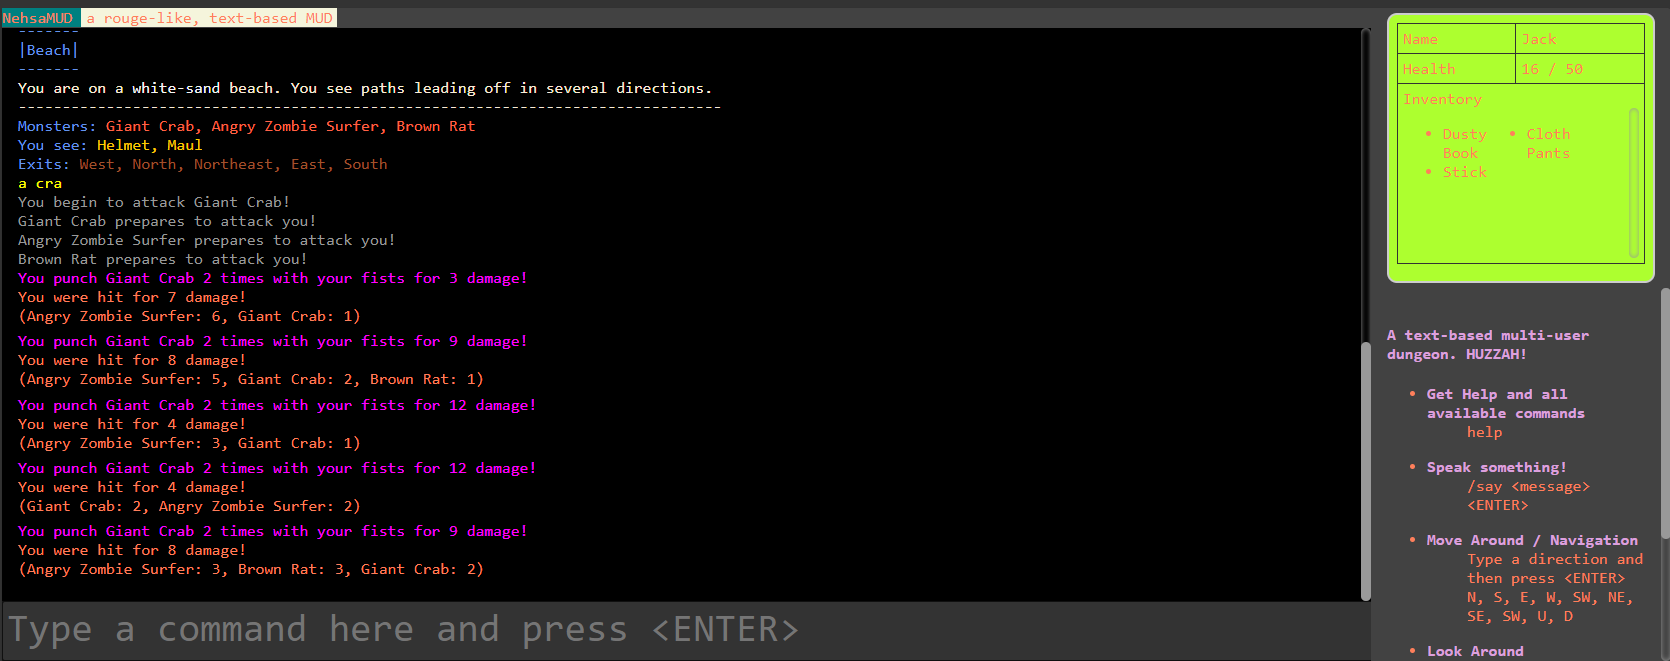 NehsaMUD a rouge-like, text-based MUD
-------
|Beach|
-------
You are on a white-sand beach. You see paths leading off in several directions.
--------------------------------------------------------------------------------
Monsters: Giant Crab, Angry Zombie Surfer, Brown Rat
You see: Helmet, Maul
Exits: West, North, Northeast, East, South
a cra
You begin to attack Giant Crab!
Giant Crab prepares to attack you!
Angry Zombie Surfer prepares to attack you!
Brown Rat prepares to attack you!
You punch Giant Crab 2 times with your fists for 3 damage!
You were hit for 7 damage!
(Angry Zombie Surfer: 6, Giant Crab: 1)
You punch Giant Crab 2 times with your fists for 9 damage!
You were hit for 8 damage!
(Angry Zombie Surfer: 5, Giant Crab: 2, Brown Rat: 1)
You punch Giant Crab 2 times with your fists for 12 damage!
You were hit for 4 damage!
(Angry Zombie Surfer: 3, Giant Crab: 1)
You punch Giant Crab 2 times with your fists for 12 damage!
You were hit for 4 damage!
(Giant Crab: 2, Angry Zombie Surfer: 2)
You punch Giant Crab 2 times with your fists for 9 damage!
You were hit for 8 damage!
(Angry Zombie Surfer: 3, Brown Rat: 3, Giant Crab: 2)
Type a command here and press <ENTER>
Name Jack
Health 16 / 50
Inventory
• Dusty • Cloth
Book Pants
• Stick
A text-based multi-user
dungeon. HUZZAH!
• Get Help and all
available commands
help
• Speak something!
/say <message>
<ENTER>
• Move Around / Navigation
Type a direction and
then press <ENTER>
N, S, E, W, SW, NE,
SE, SW, U, D
• Look Around